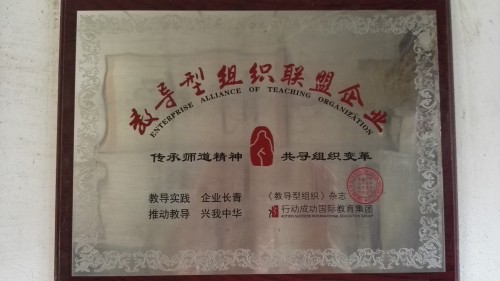 教导型组织联盟企业
ENTERPRISE ALLIANCE OF TEACHING ORGANIZATION
传承师道精神 共寻组织变革
教导实践 企业长青
推动教导 兴我中华
《教导型组织》杂志
行动成功国际教育集团